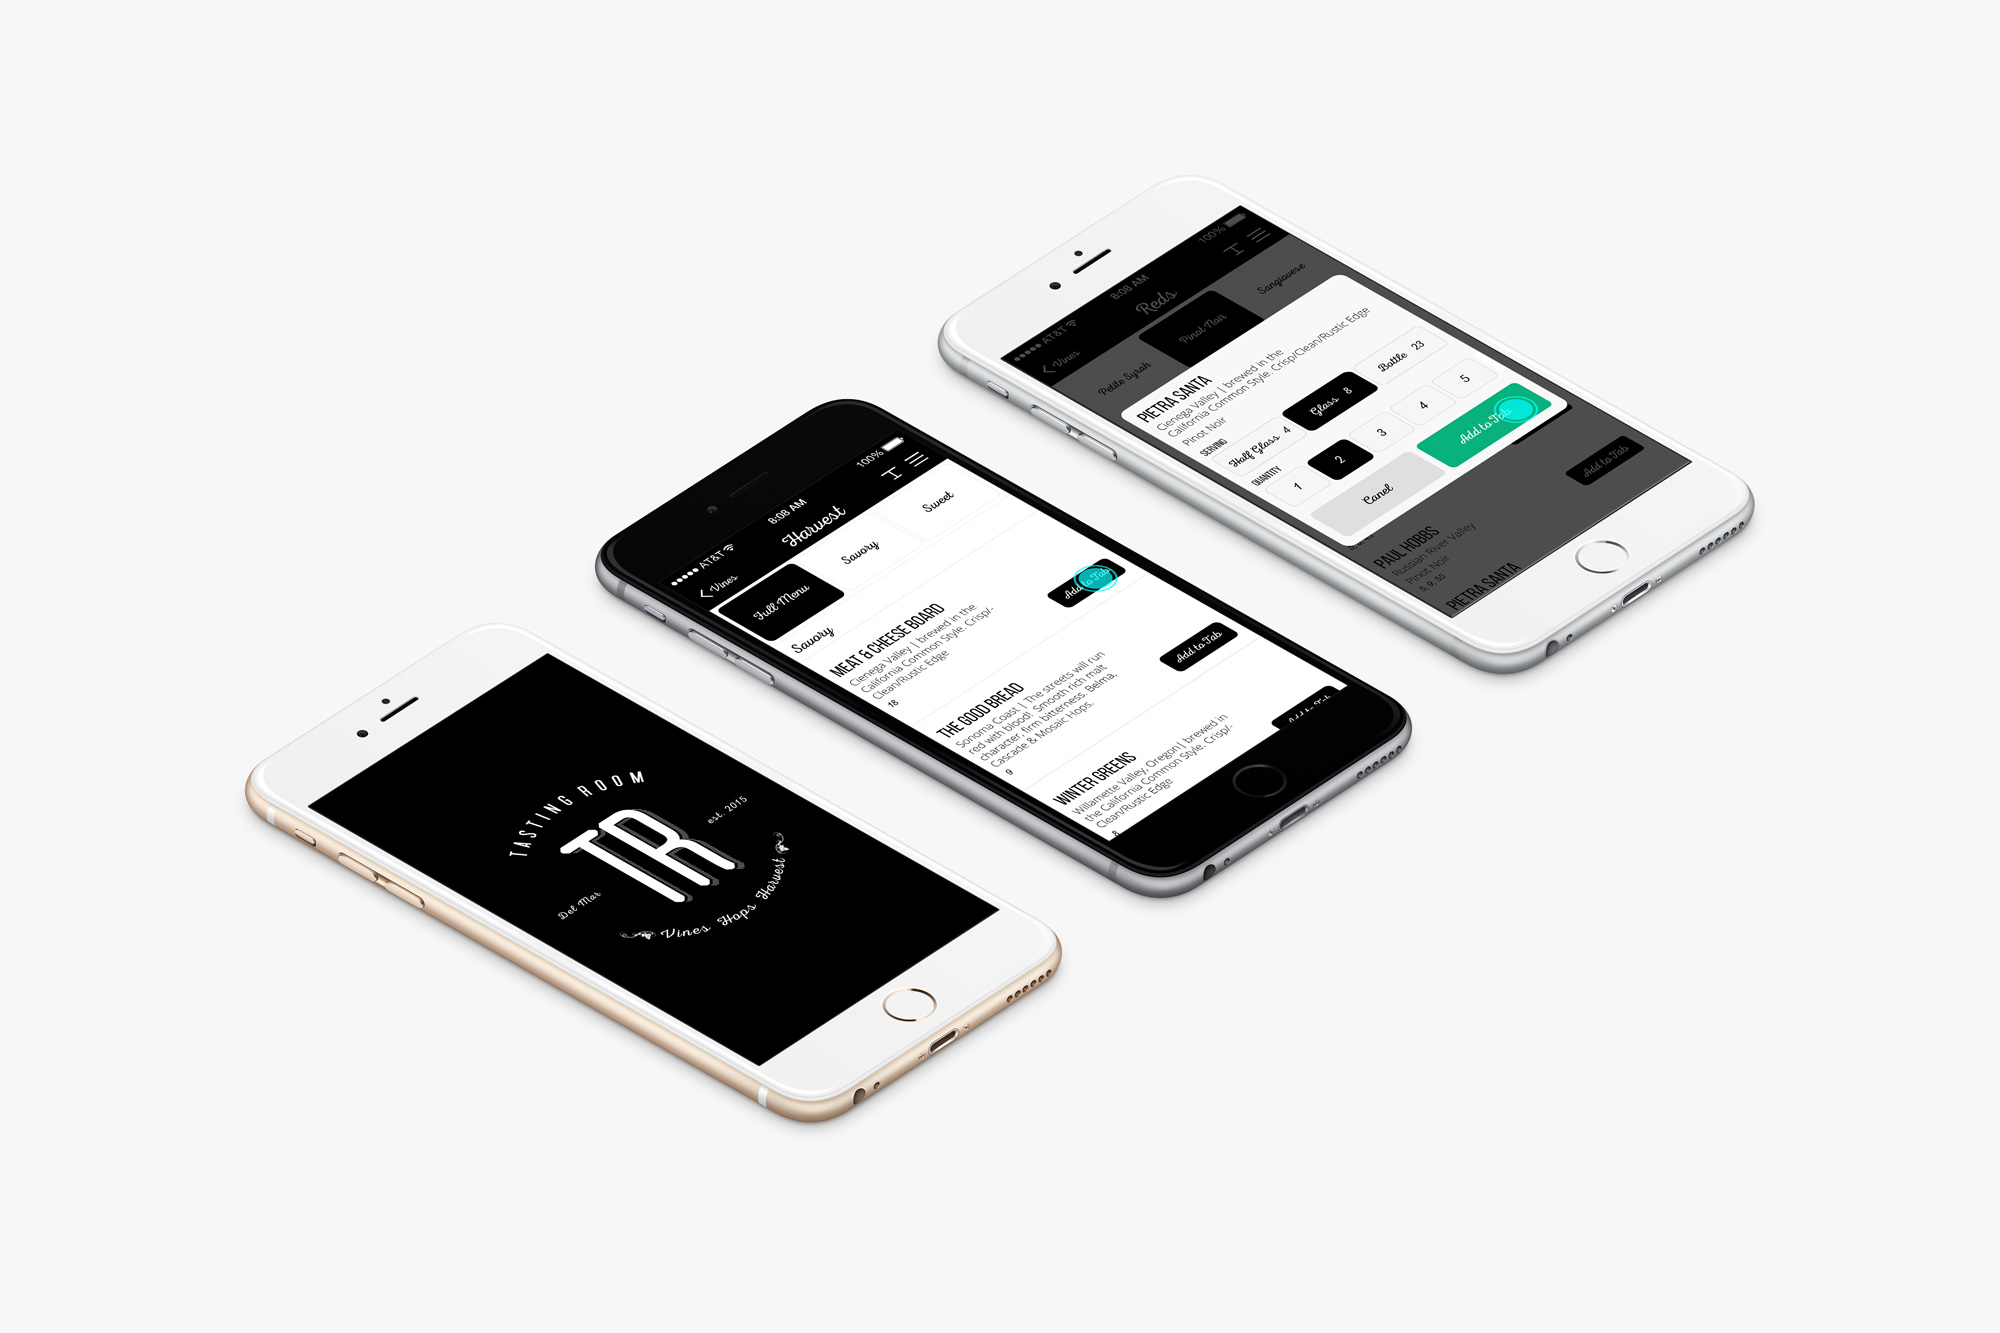 TASTING ROOM
TR
est. 2015
Del Mar
Vines Hops Harvest
AT&T
8:08 AM
100%
Vines
Harvest
Full Menu
Savory
Sweet
Savory
MEAT & CHEESE BOARD
Cienega Valley | brewed in the
California Common Style. Crisp/-
Clean/Rustic Edge
18
Add to Tab
THE GOOD BREAD
Sonoma Coast | The streets will run
red with blood! Smooth rich malt
character, firm bitterness. Belma,
Cascade & Mosaic Hops.
9
Add to Tab
WINTER GREENS
Willamette Valley, Oregon| brewed in
the California Common Style. Crisp/-
Clean/Rustic Edge
8
Add to Tab
AT&T
8:08 AM
100%
Vines
Reds
Petite Syrah
Pinot Noir
Sangiovese
PIETRA SANTA
Cienega Valley | brewed in the
California Common Style. Crisp/Clean/Rustic Edge
Pinot Noir
SERVING
Half Glass 4
Glass 8
Bottle 23
QUANTITY
1
2
3
4
5
Canel
Add to Tab
Add to Tab
PAUL HOBBS
Russian River Valley
Pinot Noir
5, 9, 55
PIETRA SANTA